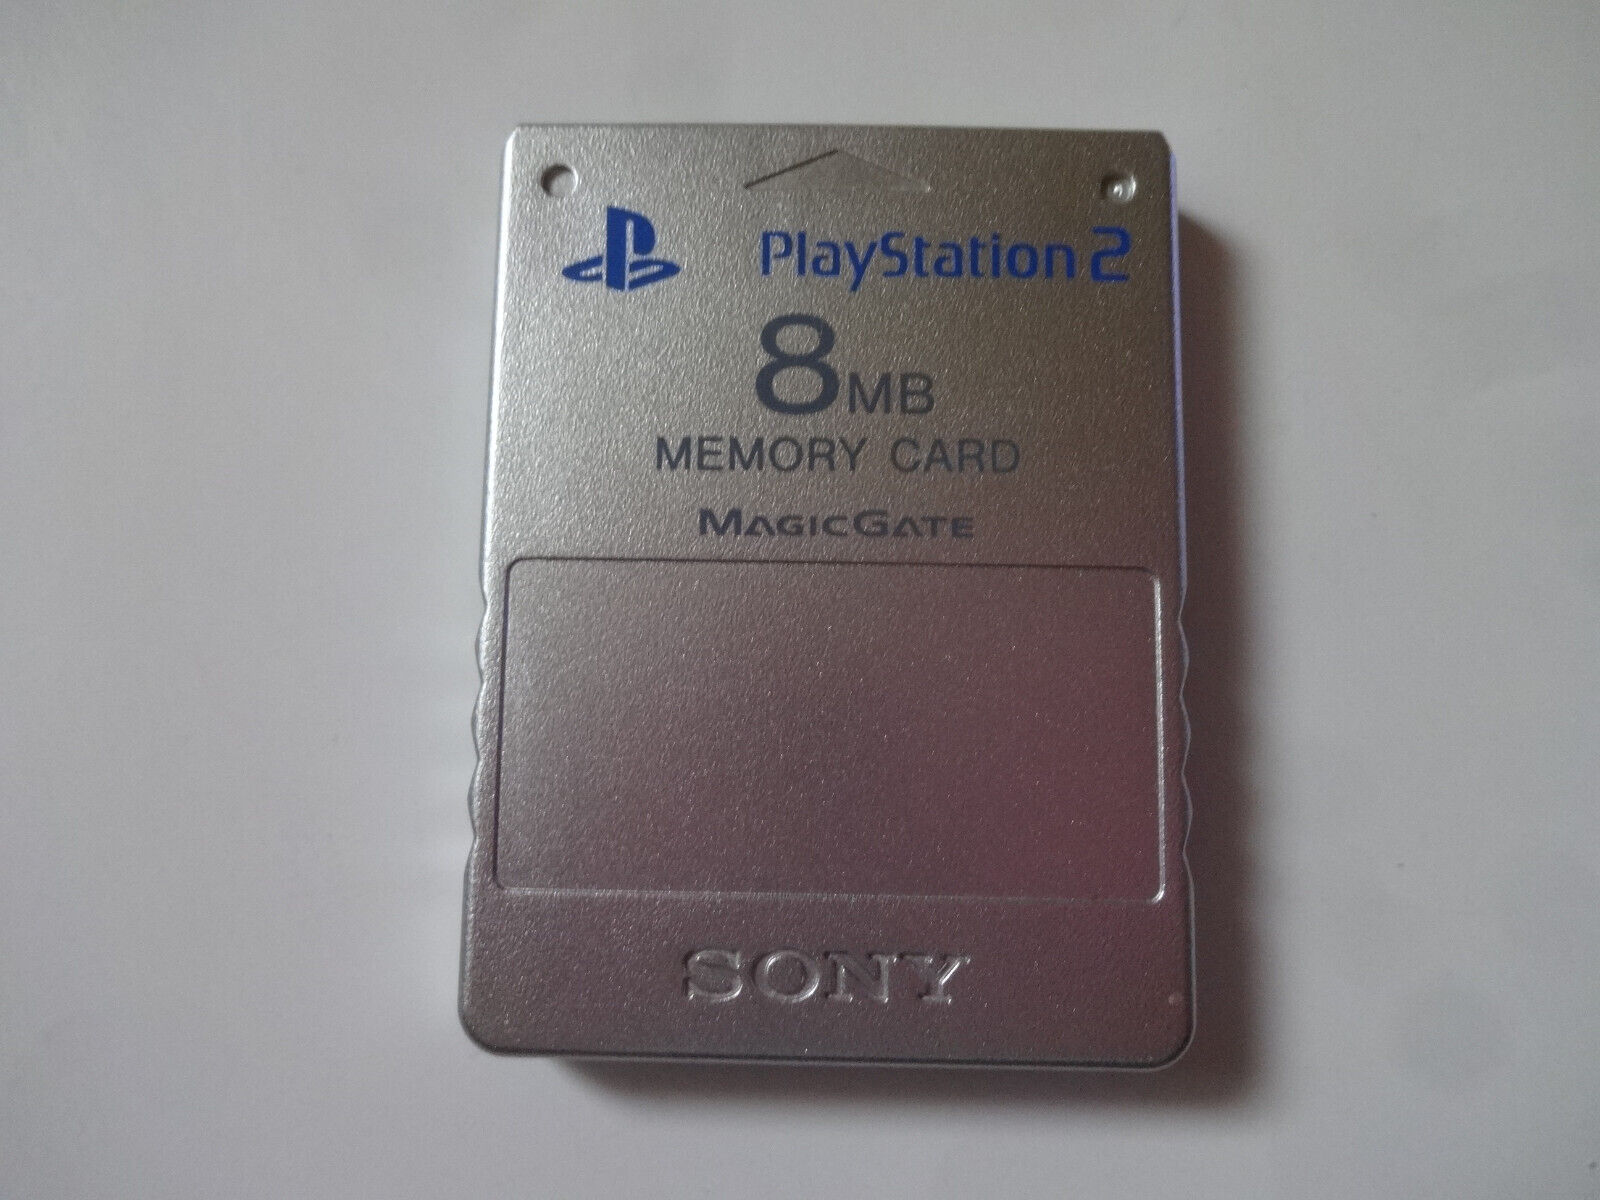 PlayStation 2
8MB
MEMORY CARD
MAGICGATE
SONY